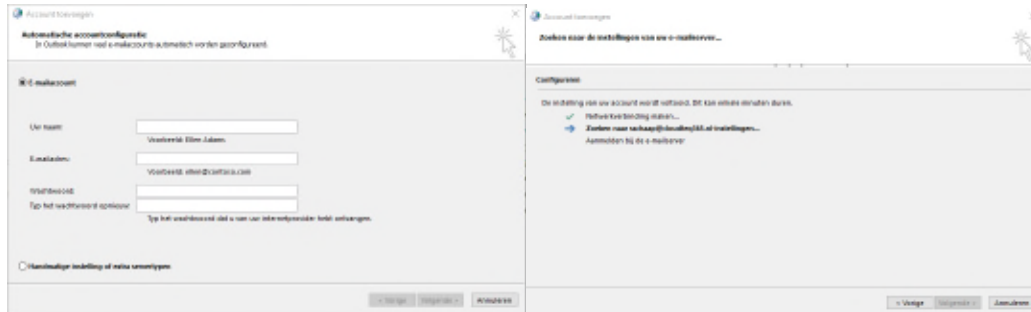 Account toevoegen
Automatische accountconfiguratie
In Outlook kunnen veel e-mailaccounts automatisch worden geconfigureerd.
E-mailaccount
Uw naam:
Voorbeeld: Ellen Adams
E-mailadres:
Voorbeeld: ellen@contoso.com
Wachtwoord:
Typ het wachtwoord opnieuw:
Typ het wachtwoord dat u van uw internetprovider hebt ontvangen.
Handmatige instelling of extra servertypen
< Vorige
Volgende >
Annuleren
Account toevoegen
Zoeken naar de instellingen van uw e-mailserver...
Configureren
De instelling van uw account wordt voltooid. Dit kan enkele minuten duren.
Netwerkverbinding maken...
Zoeken naar
Aanmelden bij de e-mailserver
< Vorige
Volgende >
Annuleren